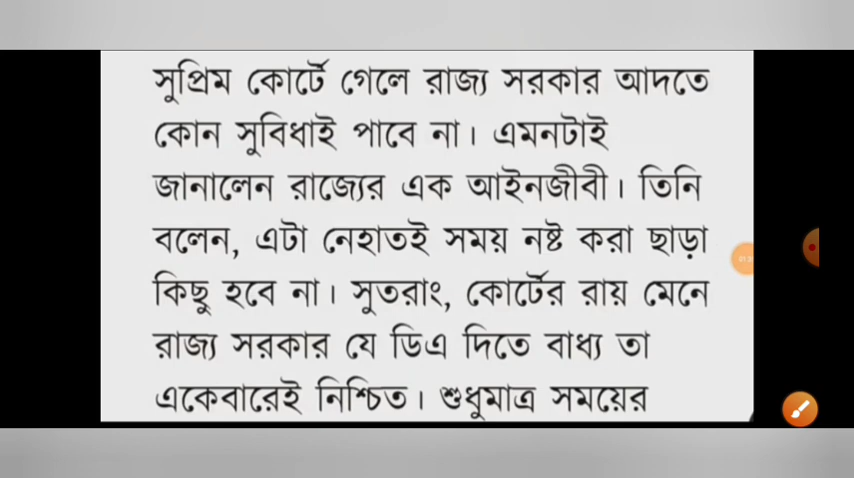 সুপ্রিম কোর্টে গেলে রাজ্য সরকার আদতে
কোন সুবিধাই পাবে না। এমনটাই
জানালেন রাজ্যের এক আইনজীবী। তিনি
বলেন, এটা নেহাতই সময় নষ্ট করা ছাড়া
কিছু হবে না। সুতরাং, কোর্টের রায় মেনে
রাজ্য সরকার যে ডিএ দিতে বাধ্য তা
একেবারেই নিশ্চিত। শুধুমাত্র সময়ের